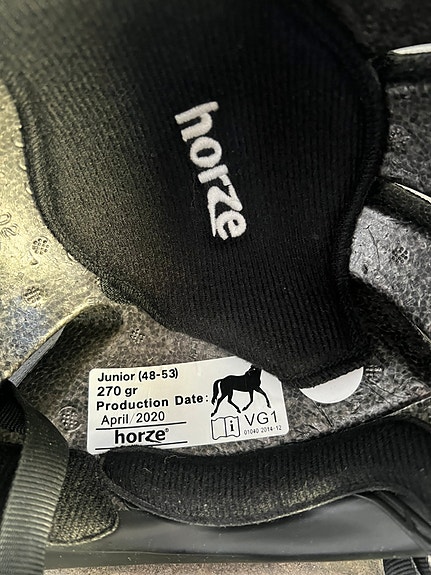 horze
Junior (48-53)
270 gr
Production Date:
April/2020
horze®
VG1
01040 2014-12